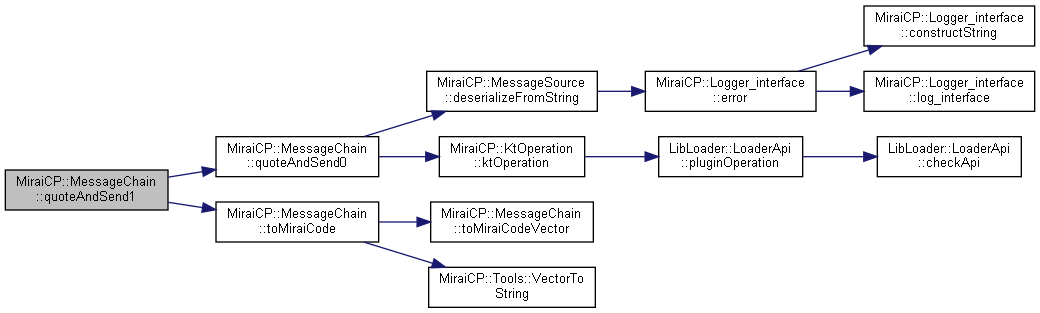 MiraiCP::Logger_interface
::constructString
MiraiCP::MessageSource
::deserializeFromString
MiraiCP::Logger_interface
::error
MiraiCP::Logger_interface
::log_interface
MiraiCP::MessageChain
::quoteAndSend0
MiraiCP::KtOperation
::ktOperation
LibLoader::LoaderApi
::pluginOperation
LibLoader::LoaderApi
::checkApi
MiraiCP::MessageChain
::quoteAndSend1
MiraiCP::MessageChain
::toMiraiCode
MiraiCP::MessageChain
::toMiraiCodeVector
MiraiCP::Tools::VectorTo
String